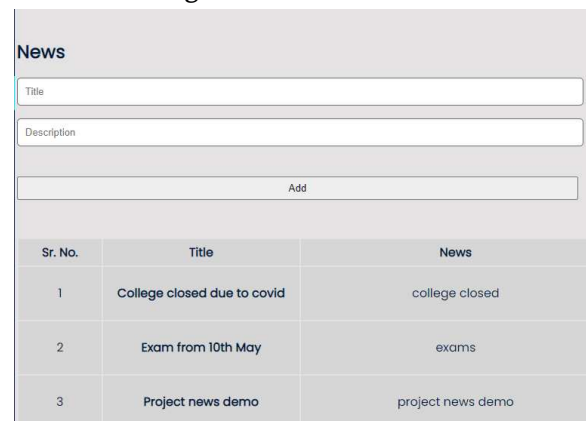 News
Title
Description
Add
Sr. No. Title News
1 College closed due to covid college closed
2 Exam from 10th May exams
3 Project news demo project news demo